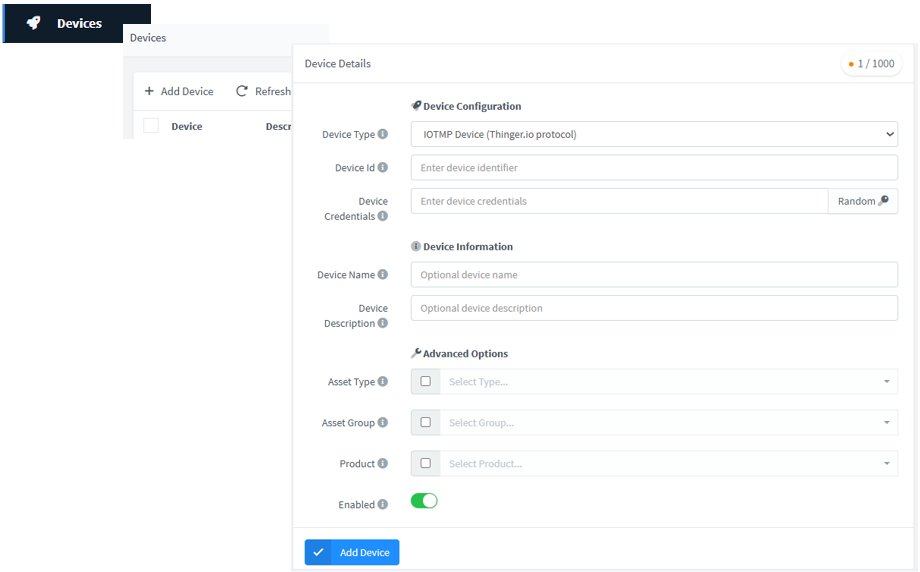 Devices
Devices
Device Details
1 / 1000
Add Device
Refresh
Device
Descr
Device Configuration
Device Type
IOTMP Device (Thinger.io protocol)
Device Id
Enter device identifier
Device
Credentials
Enter device credentials
Random
Device Information
Device Name
Optional device name
Device
Description
Optional device description
Advanced Options
Asset Type
Select Type...
Asset Group
Select Group...
Product
Select Product...
Enabled
Add Device